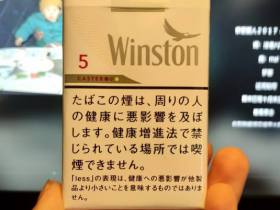 5
Winston
CASTER
たばこの煙は、周りの人
の健康に悪影響を及ぼ
します。健康増進法で禁
じられている場所では喫
煙できません。
「less」の表現は、健康への悪影響が他製
品より小さいことを意味するものではありま
せん。